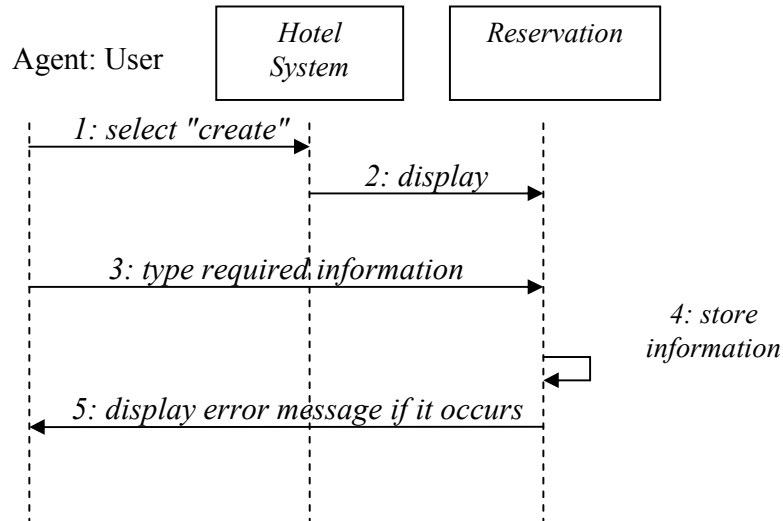 Agent: User
Hotel
System
Reservation
1: select "create"
2: display
3: type required information
4: store
information
5: display error message if it occurs